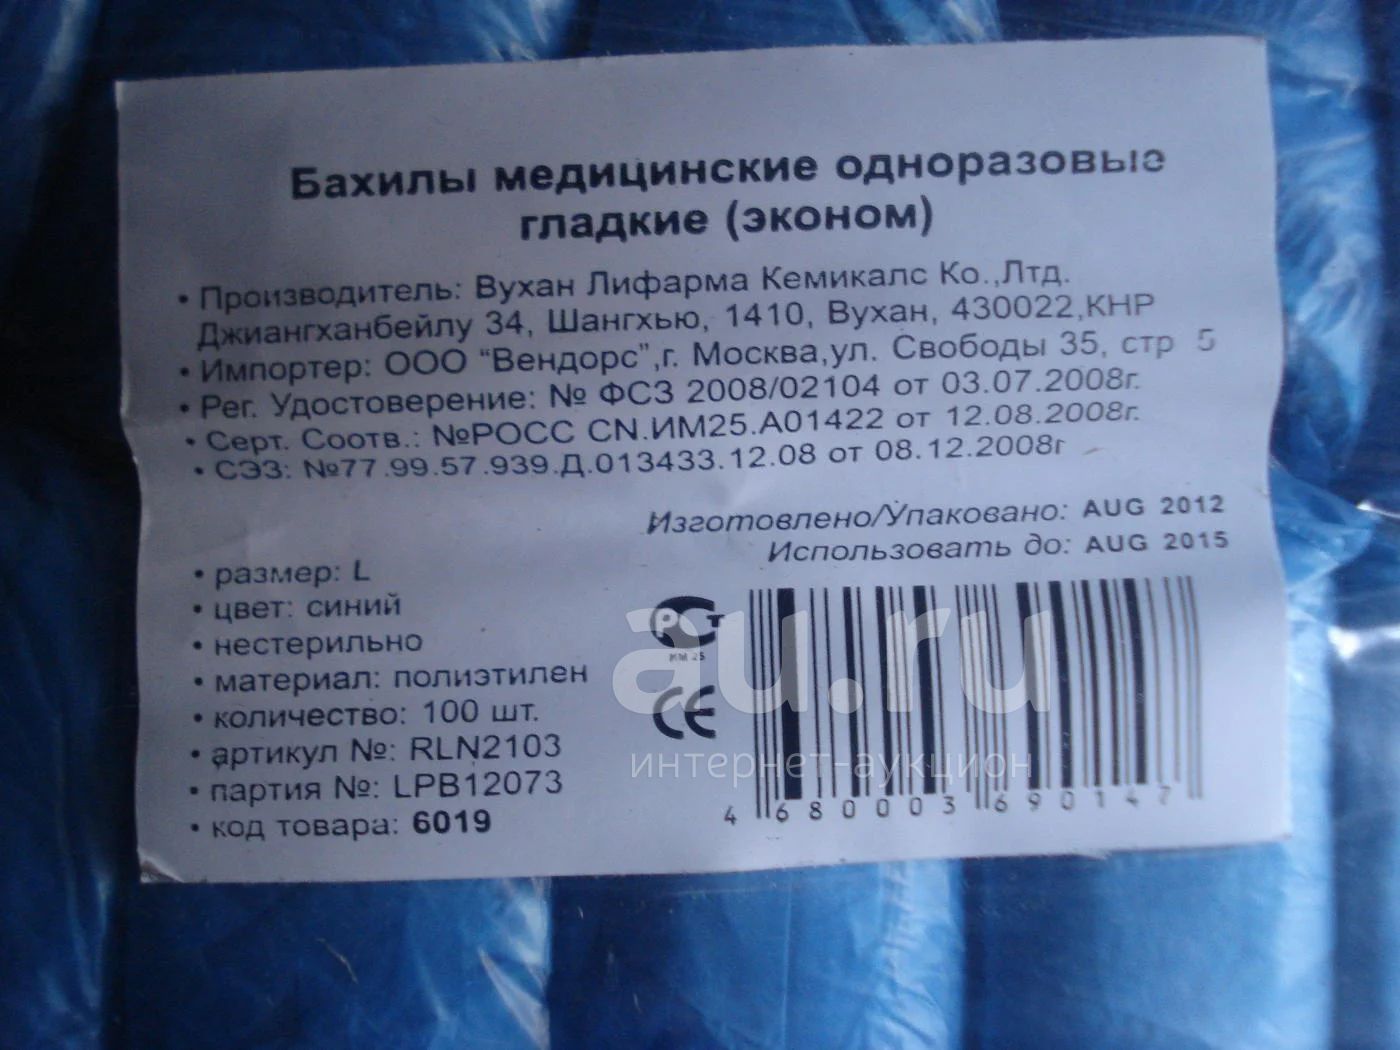 Бахилы медицинские одноразовые
гладкие (эконом)
• Производитель: Вухан Лифарма Кемикалс Ко.,Лтд.
Джиангханбейлу 34, Шангхью, 1410, Вухан, 430022,КНР
• Импортер: ООО “Вендорс”,г. Москва,ул. Свободы 35, стр 5
• Рег. Удостоверение: № ФСЗ 2008/02104 от 03.07.2008г.
• Серт. Соотв.: №РОСС CN.ИМ25.А01422 от 12.08.2008г.
• СЭЗ: №77.99.57.939.Д.013433.12.08 от 08.12.2008г
Изготовлено/Упаковано: AUG 2012
Использовать до: AUG 2015
• размер: L
• цвет: синий
• нестерильно
• материал: полиэтилен
• количество: 100 шт.
• артикул №: RLN2103
• партия №: LPB12073
• код товара: 6019
РСТ
ИМ 25
CE
4 680003 690147
au.ru
интернет-аукцион